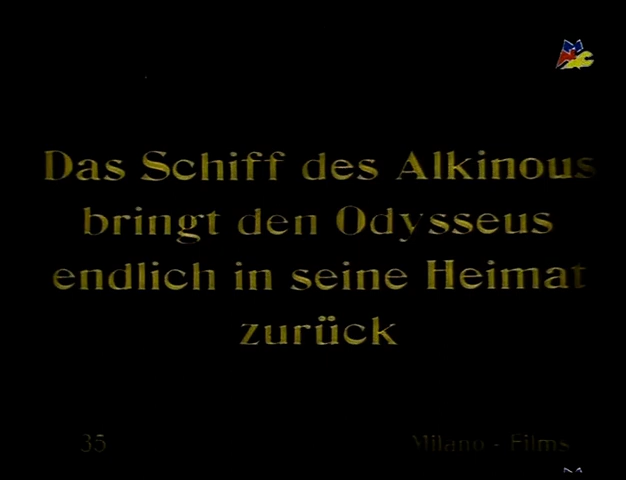 Das Schiff des Alkinous
bringt den Odysseus
endlich in seine Heimat
zurück
35
Milano - Films